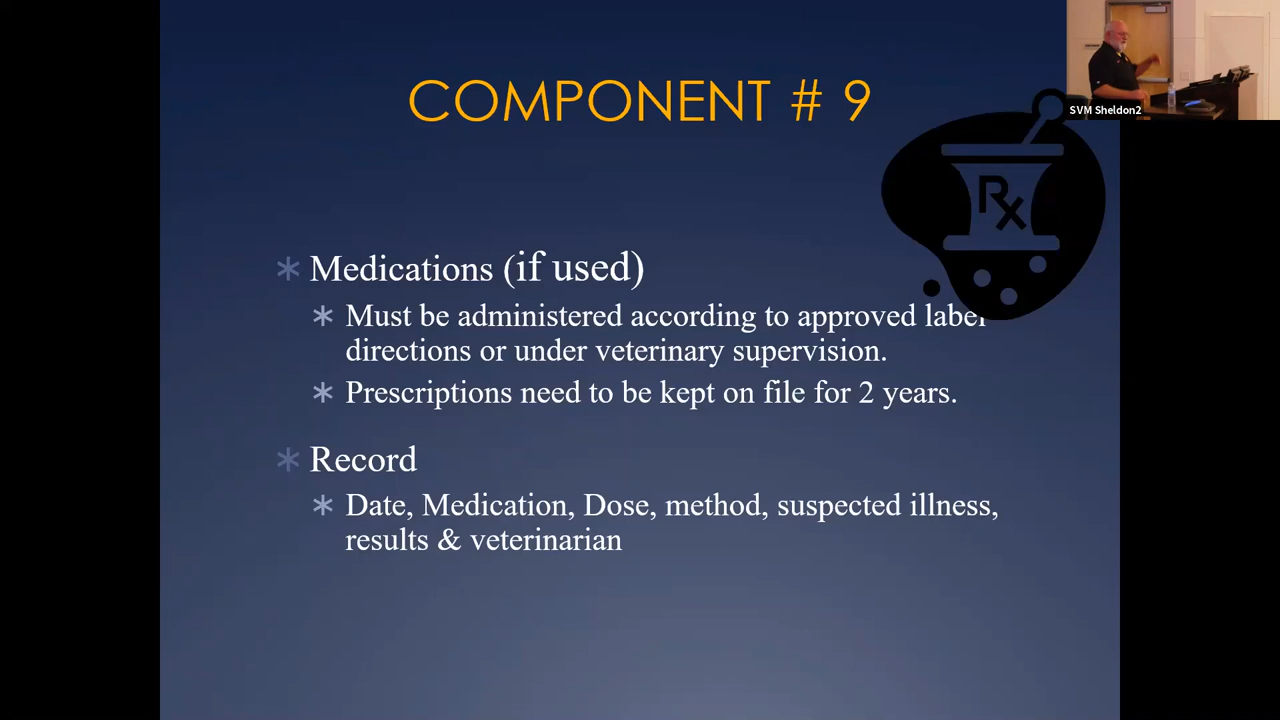 COMPONENT # 9
SVM Sheldon2
Rx
Medications (if used)
Must be administered according to approved label
directions or under veterinary supervision.
Prescriptions need to be kept on file for 2 years.
Record
Date, Medication, Dose, method, suspected illness,
results & veterinarian